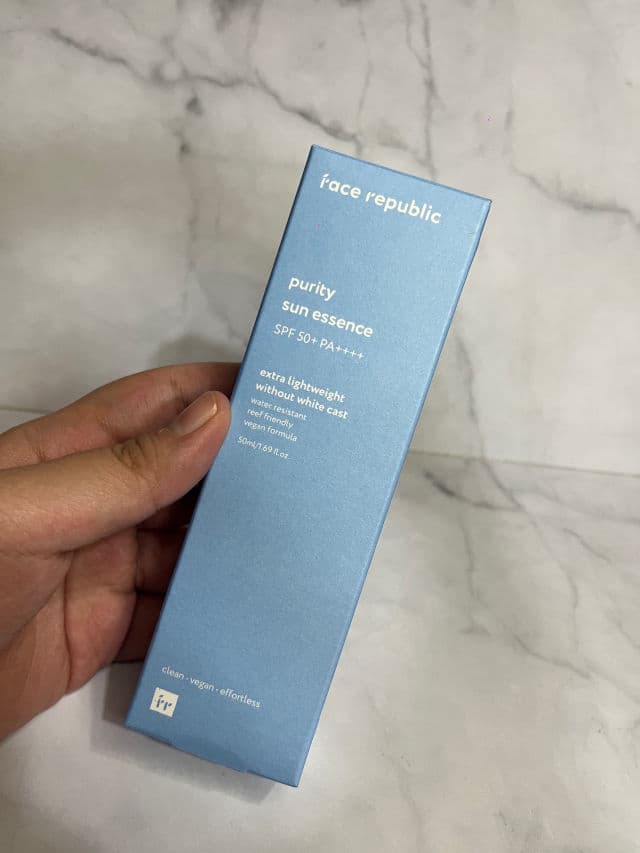 face republic
purity
sun essence
SPF 50+ PA++++
extra lightweight
without white cast
water resistant
reef friendly
vegan formula
50ml/1.69 fl.oz.
clean · vegan · effortless
fr